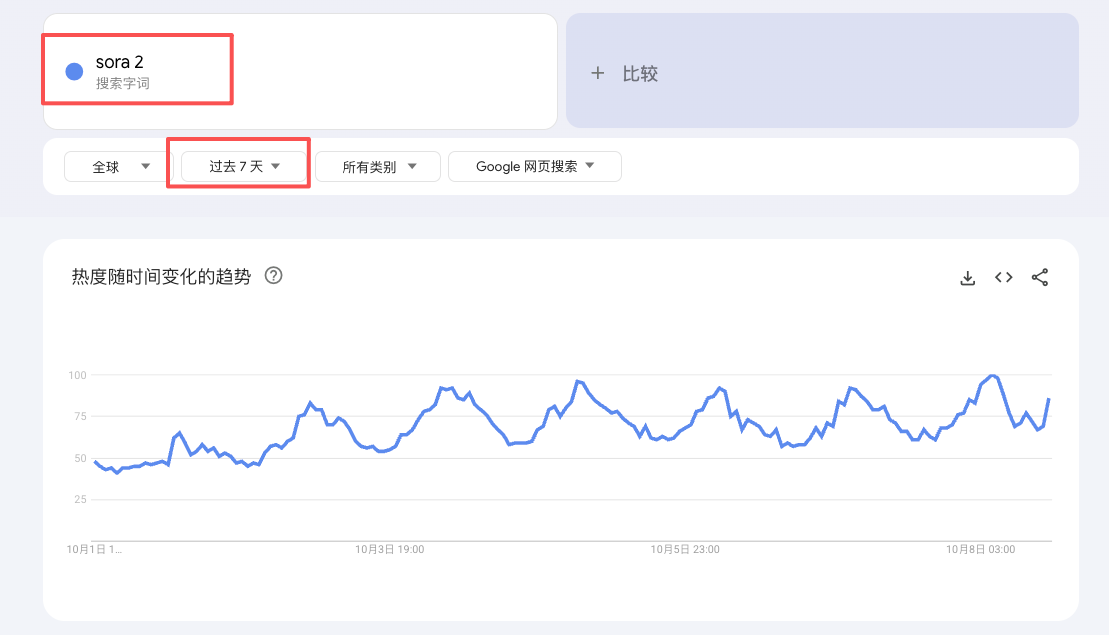 sora 2
搜索字词
+ 比较
全球
过去 7 天
所有类别
Google 网页搜索
热度随时间变化的趋势
100
75
50
25
10月1日 1…
10月3日 19:00
10月5日 23:00
10月8日 03:00